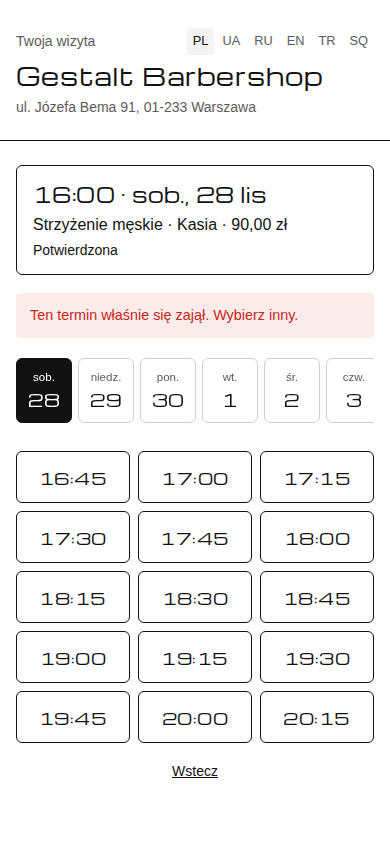 Twoja wizyta
PL UA RU EN TR SQ
Gestalt Barbershop
ul. Józefa Bema 91, 01-233 Warszawa
16:00 · sob., 28 lis
Strzyżenie męskie · Kasia · 90,00 zł
Potwierdzona
Ten termin właśnie się zajął. Wybierz inny.
sob. niedz. pon. wt. śr. czw.
28 29 30 1 2 3
16:45 17:00 17:15
17:30 17:45 18:00
18:15 18:30 18:45
19:00 19:15 19:30
19:45 20:00 20:15
Wstecz